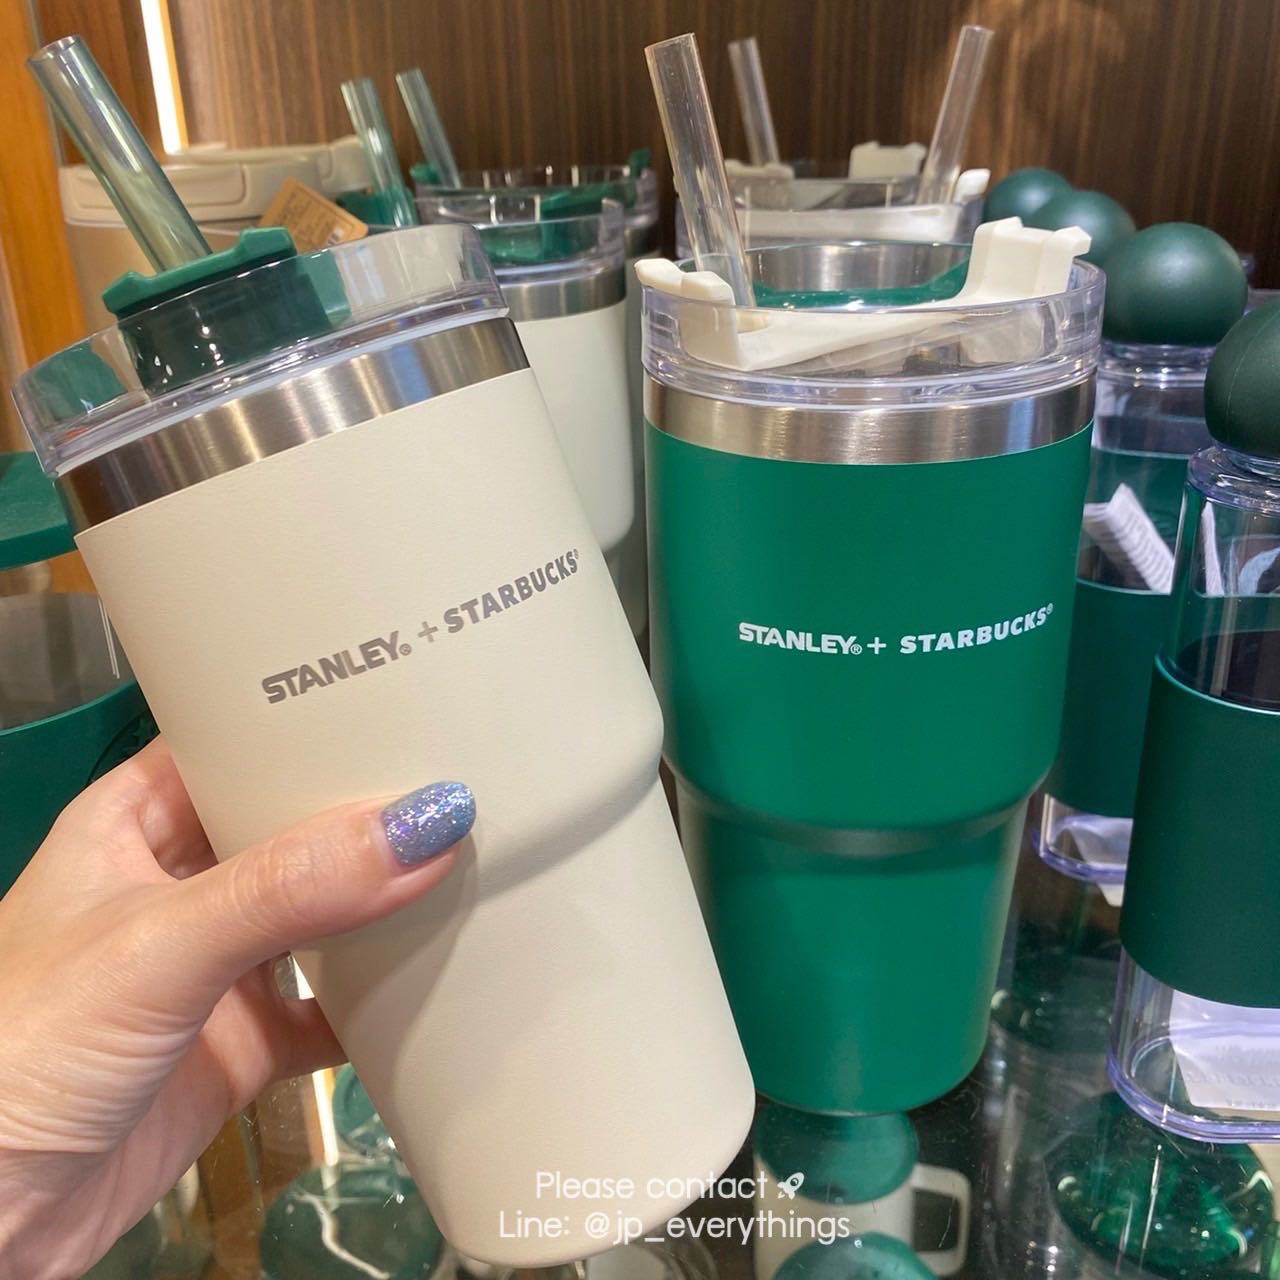 STANLEY® + STARBUCKS®
STANLEY® + STARBUCKS®
Please contact 🚀
Line: @jp_everythings